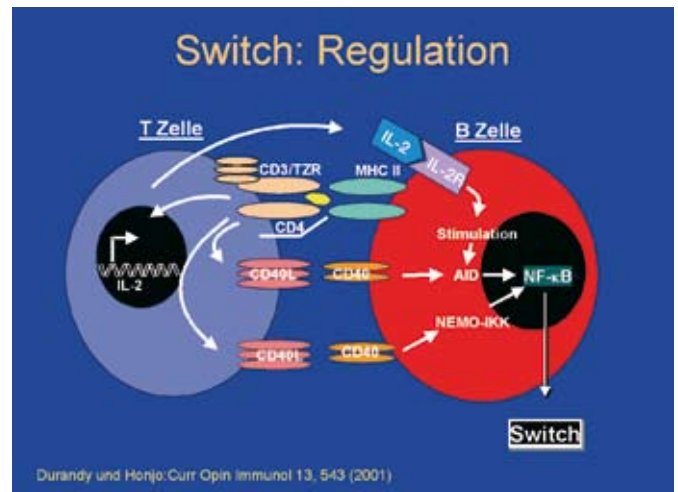 Switch: Regulation
T Zelle
B Zelle
IL-2
IL-2R
CD3/TZR
MHC II
CD4
Stimulation
IL-2
CD40L
CD40
AID
NF-κB
NEMO-IKK
CD40L
CD40
Switch
Durandy und Honjo:Curr Opin Immunol 13, 543 (2001)